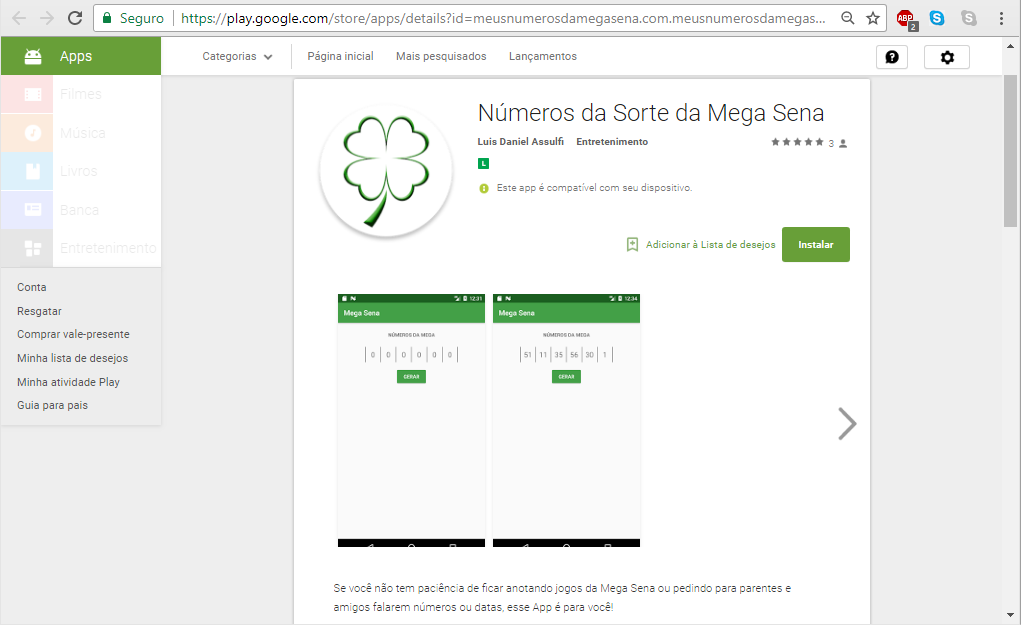 Seguro
https://play.google.com/store/apps/details?id=meusnumerosdamegasena.com.meusnumerosdamegas...
ABP
2
Apps
Categorias
Página inicial
Mais pesquisados
Lançamentos
Filmes
Música
Livros
Banca
Entretenimento
Conta
Resgatar
Comprar vale-presente
Minha lista de desejos
Minha atividade Play
Guia para pais
Números da Sorte da Mega Sena
Luis Daniel Assulfi Entretenimento
3
L
Este app é compatível com seu dispositivo.
Adicionar à Lista de desejos
Instalar
12:31
Mega Sena
NÚMEROS DA MEGA
0 0 0 0 0 0
GERAR
12:34
Mega Sena
NÚMEROS DA MEGA
51 11 35 56 30 1
GERAR
Se você não tem paciência de ficar anotando jogos da Mega Sena ou pedindo para parentes e
amigos falarem números ou datas, esse App é para você!